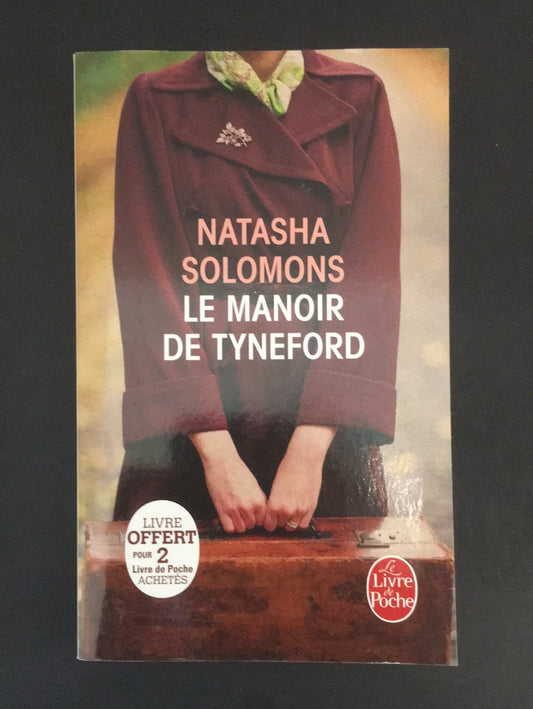 NATASHA
SOLOMONS
LE MANOIR
DE TYNEFORD
LIVRE
OFFERT
POUR 2
Livre de Poche
ACHETÉS
Le
Livre
de
Poche